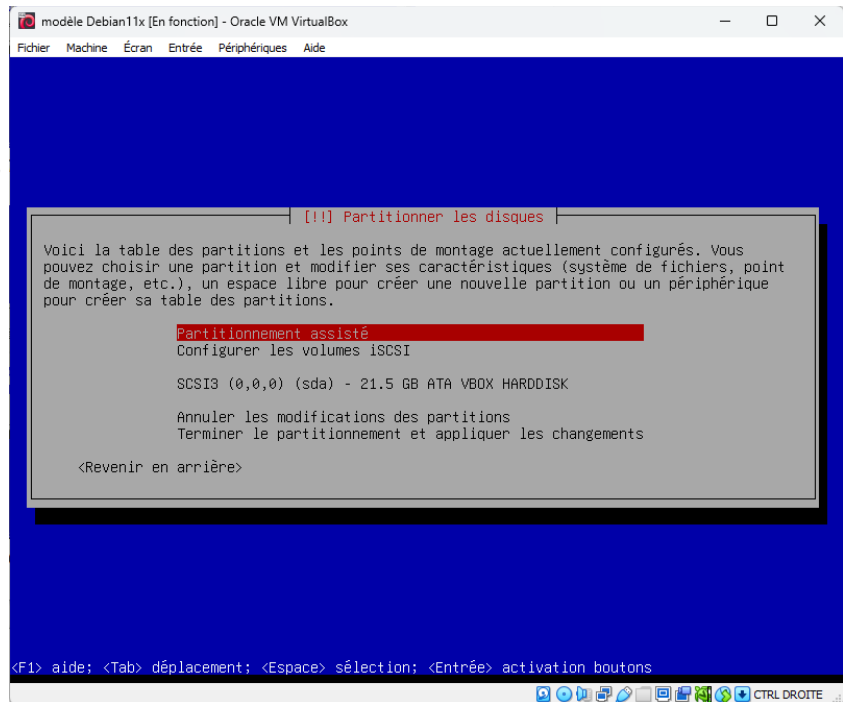 modèle Debian11x [En fonction] - Oracle VM VirtualBox
Fichier Machine Écran Entrée Périphériques Aide
[!!] Partitionner les disques
Voici la table des partitions et les points de montage actuellement configurés. Vous
pouvez choisir une partition et modifier ses caractéristiques (système de fichiers, point
de montage, etc.), un espace libre pour créer une nouvelle partition ou un périphérique
pour créer sa table des partitions.
Partitionnement assisté
Configurer les volumes iSCSI
SCSI3 (0,0,0) (sda) - 21.5 GB ATA VBOX HARDDISK
Annuler les modifications des partitions
Terminer le partitionnement et appliquer les changements
<Revenir en arrière>
<F1> aide; <Tab> déplacement; <Espace> sélection; <Entrée> activation boutons
CTRL DROITE